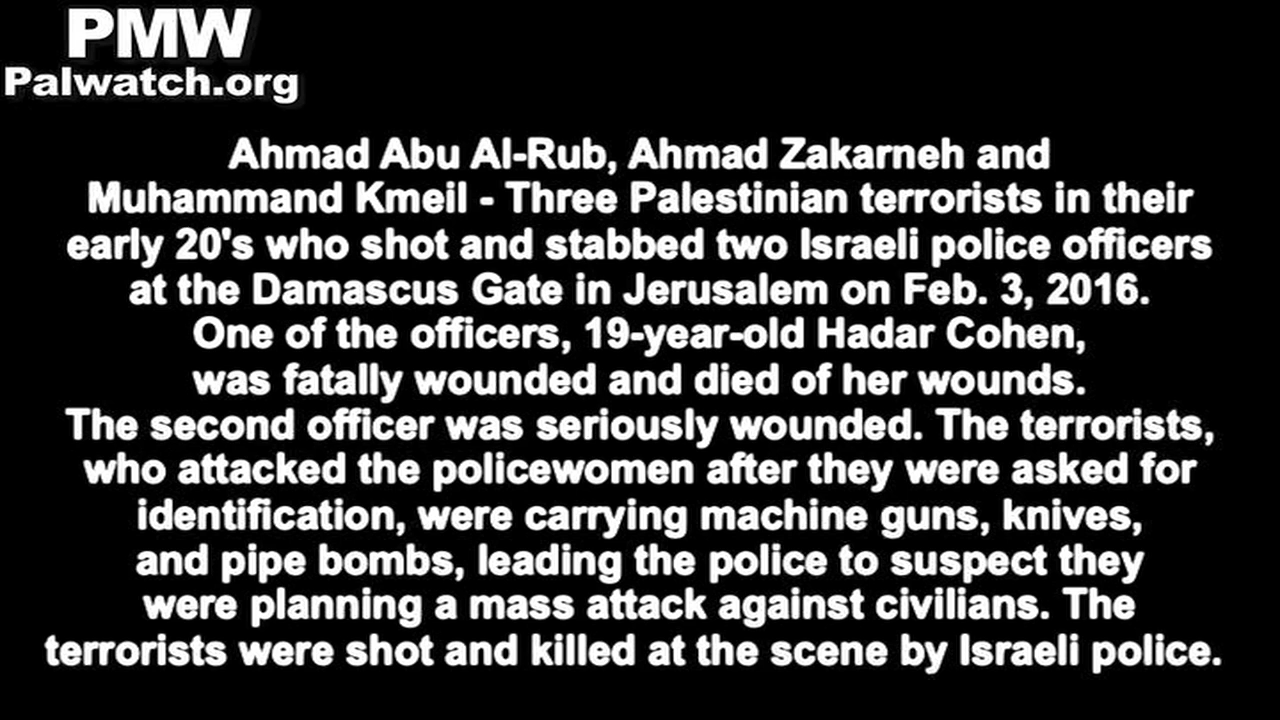 PMW
Palwatch.org
Ahmad Abu Al-Rub, Ahmad Zakarneh and
Muhammand Kmeil - Three Palestinian terrorists in their
early 20's who shot and stabbed two Israeli police officers
at the Damascus Gate in Jerusalem on Feb. 3, 2016.
One of the officers, 19-year-old Hadar Cohen,
was fatally wounded and died of her wounds.
The second officer was seriously wounded. The terrorists,
who attacked the policewomen after they were asked for
identification, were carrying machine guns, knives,
and pipe bombs, leading the police to suspect they
were planning a mass attack against civilians. The
terrorists were shot and killed at the scene by Israeli police.